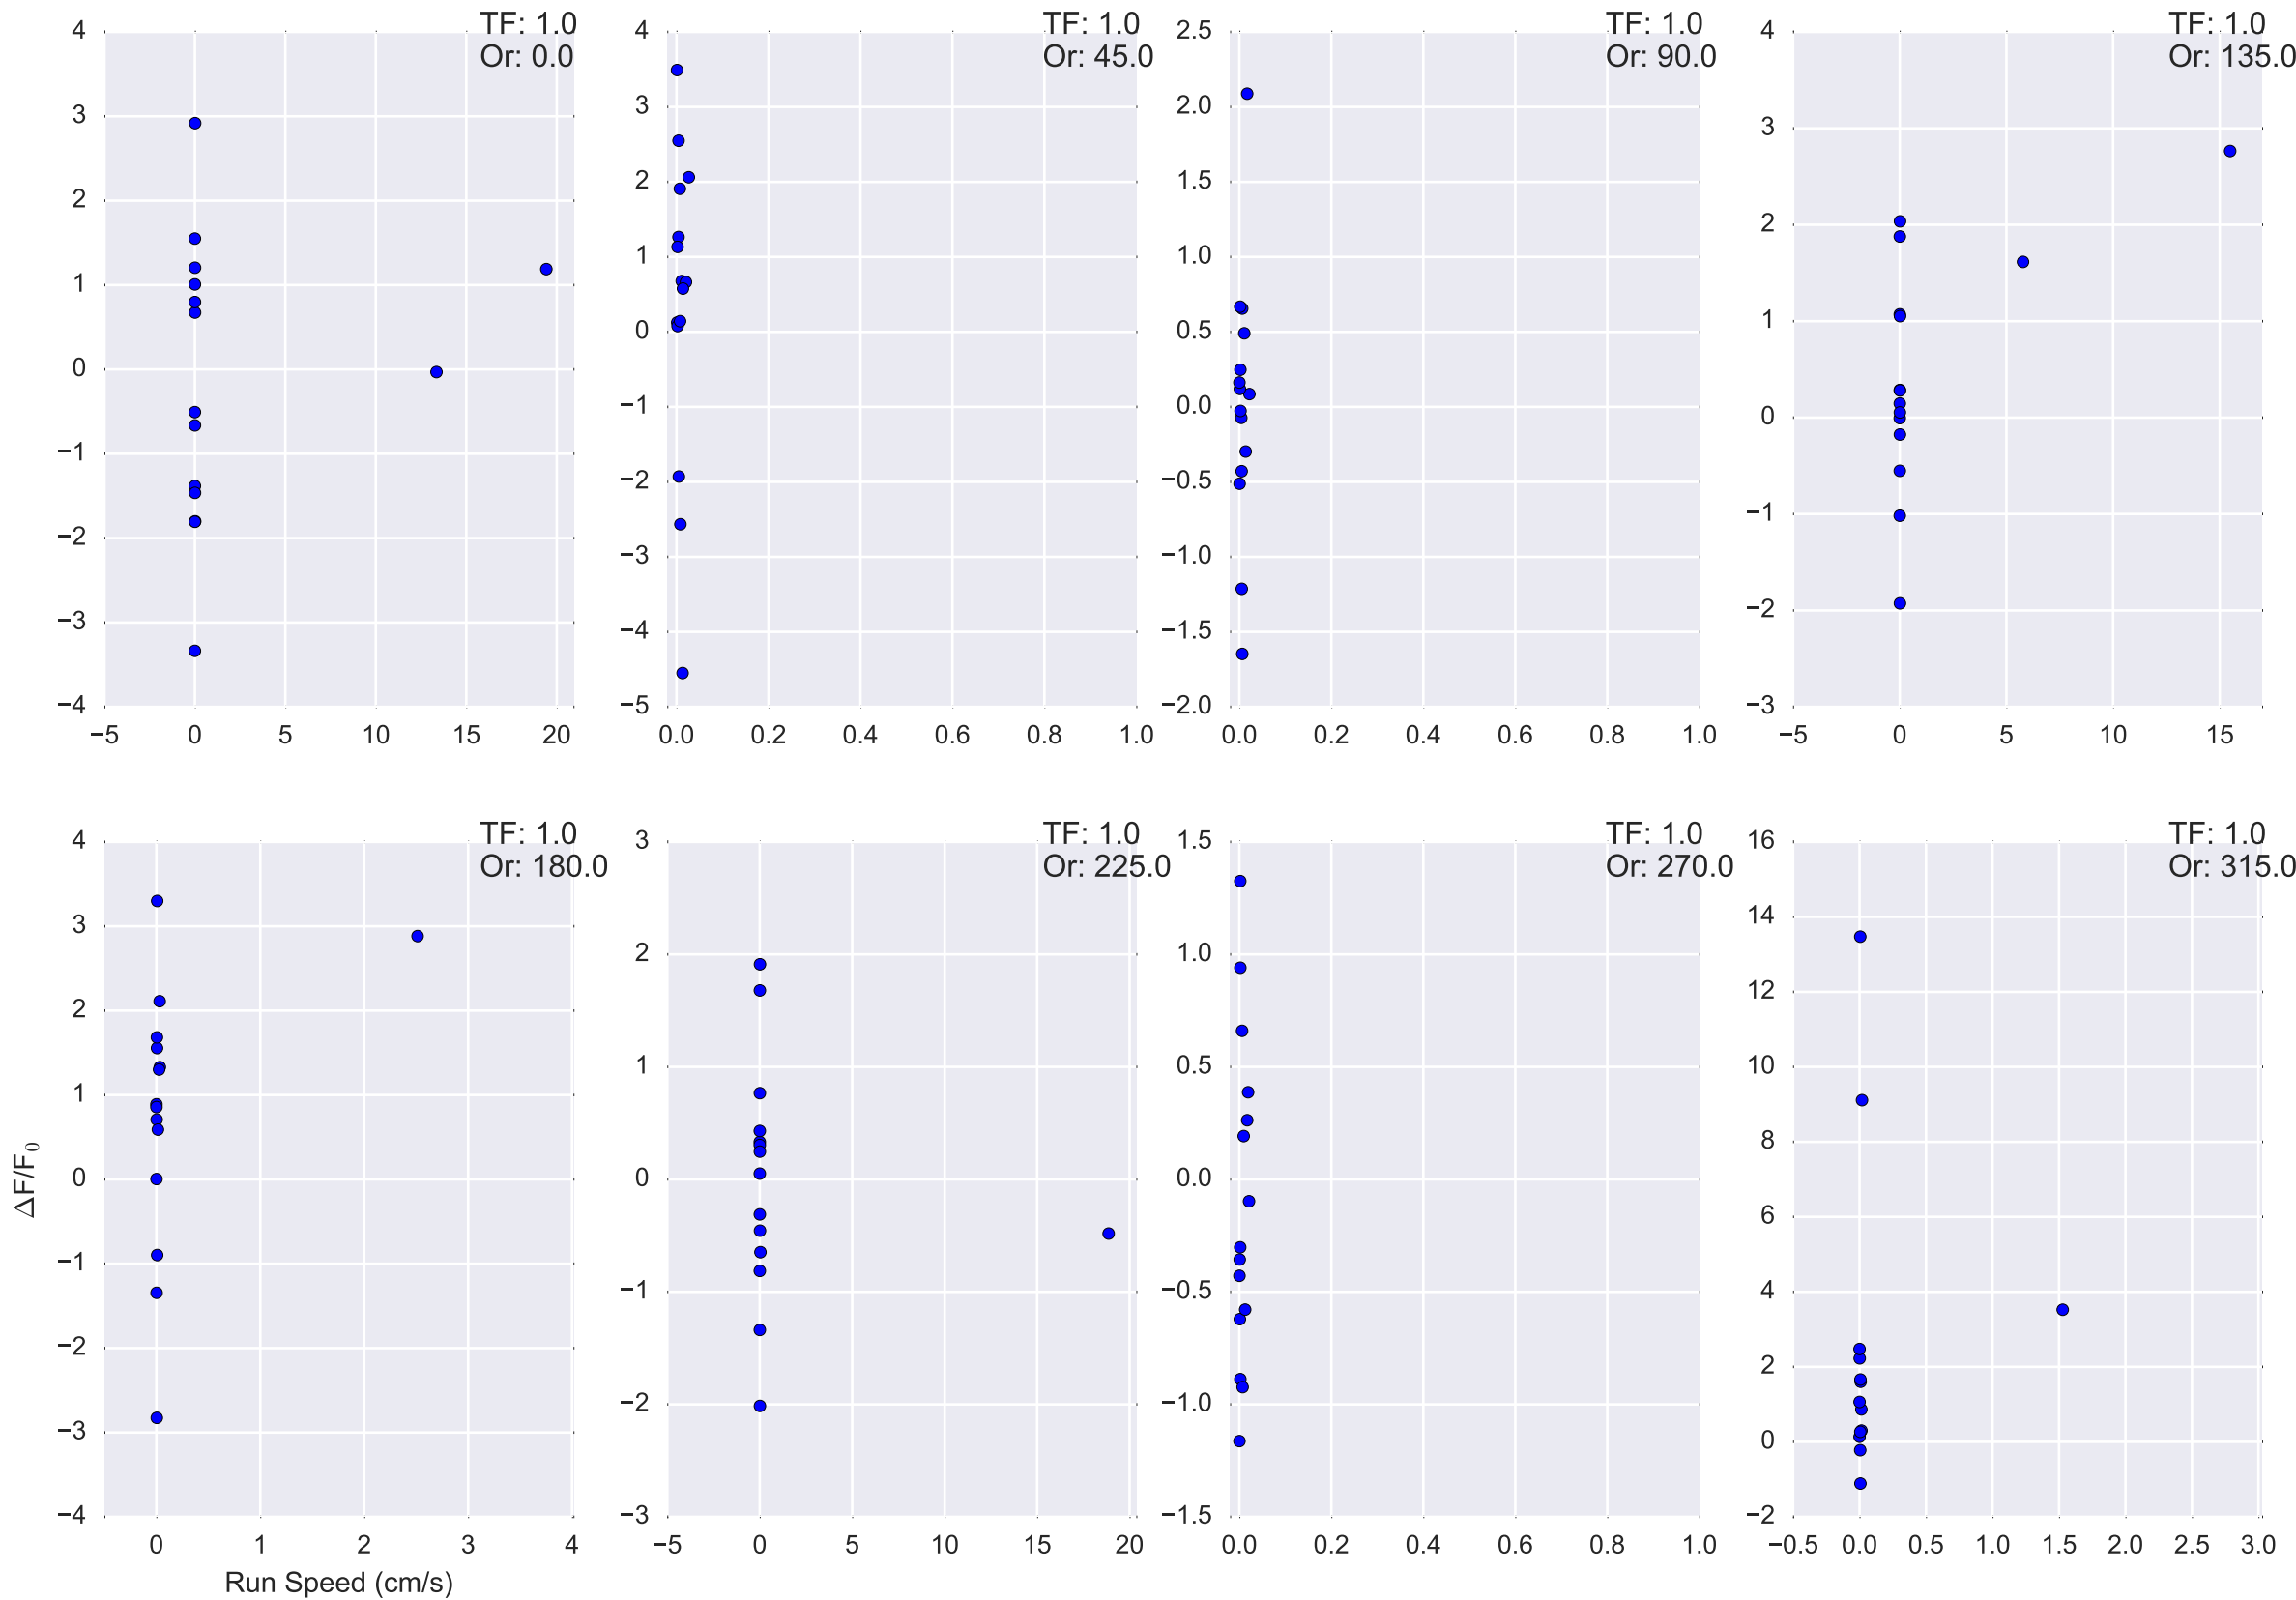 TF: 1.0
Or: 0.0
4
3
2
1
0
−1
−2
−3
−4
−5 0 5 10 15 20
TF: 1.0
Or: 45.0
4
3
2
1
0
−1
−2
−3
−4
−5
0.0 0.2 0.4 0.6 0.8 1.0
TF: 1.0
Or: 90.0
2.5
2.0
1.5
1.0
0.5
0.0
−0.5
−1.0
−1.5
−2.0
0.0 0.2 0.4 0.6 0.8 1.0
TF: 1.0
Or: 135.0
4
3
2
1
0
−1
−2
−3
−5 0 5 10 15
TF: 1.0
Or: 180.0
4
3
2
1
0
−1
−2
−3
−4
0 1 2 3 4
ΔF/F₀
Run Speed (cm/s)
TF: 1.0
Or: 225.0
3
2
1
0
−1
−2
−3
−5 0 5 10 15 20
TF: 1.0
Or: 270.0
1.5
1.0
0.5
0.0
−0.5
−1.0
−1.5
0.0 0.2 0.4 0.6 0.8 1.0
TF: 1.0
Or: 315.0
16
14
12
10
8
6
4
2
0
−2
−0.5 0.0 0.5 1.0 1.5 2.0 2.5 3.0